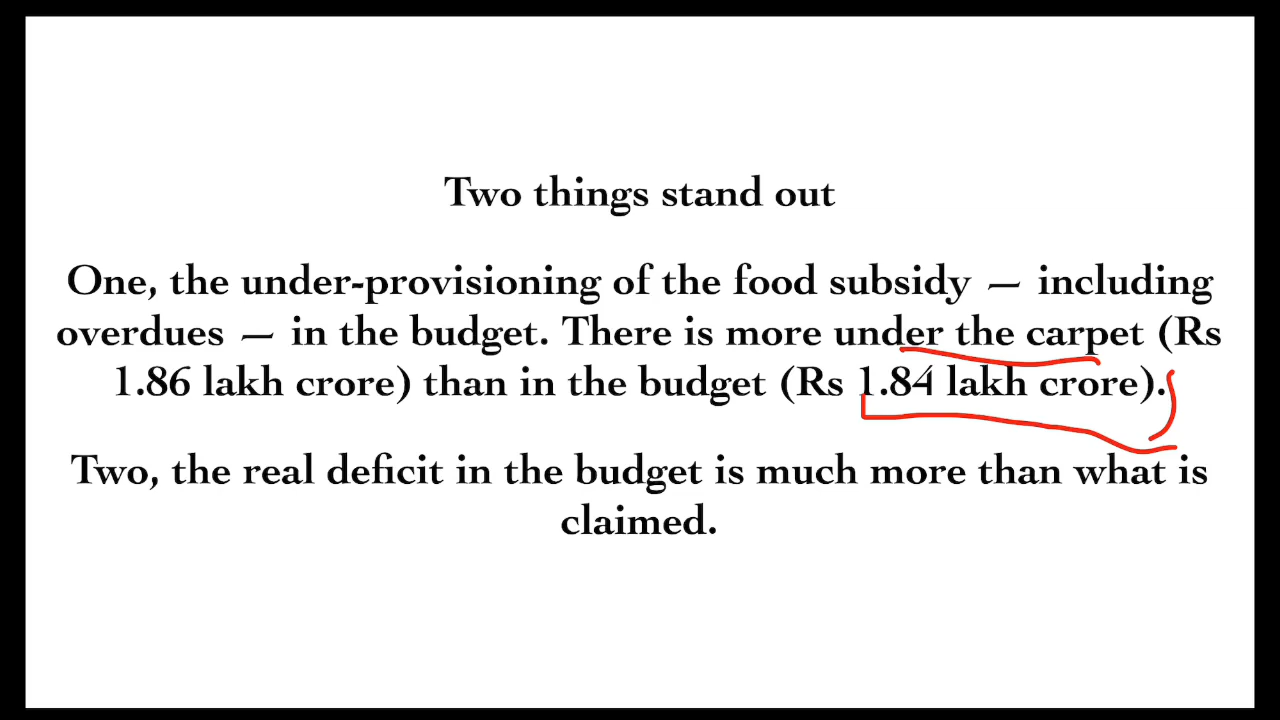 Two things stand out
One, the under-provisioning of the food subsidy — including
overdues — in the budget. There is more under the carpet (Rs
1.86 lakh crore) than in the budget (Rs 1.84 lakh crore).
Two, the real deficit in the budget is much more than what is
claimed.